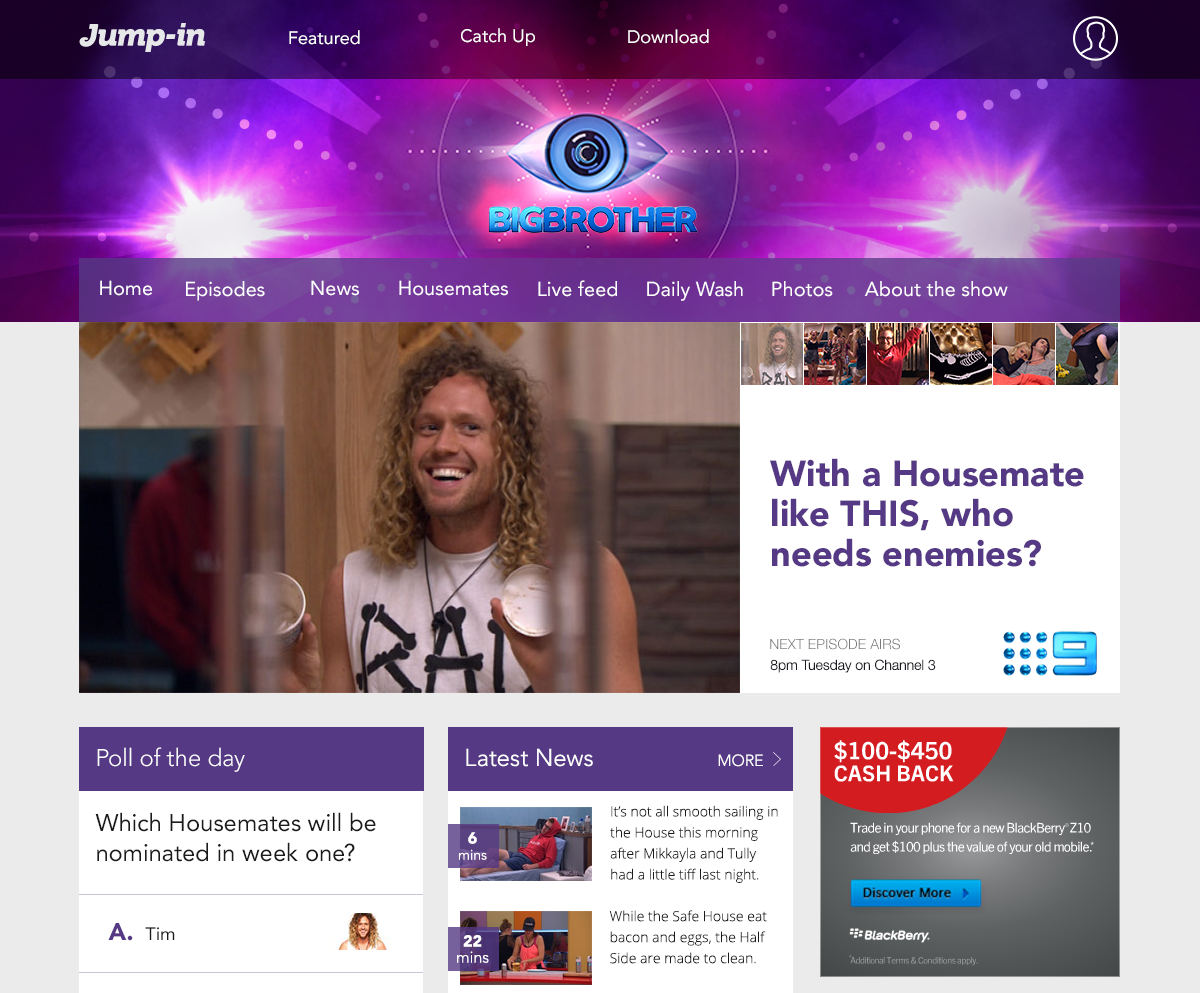 Jump-in
Featured
Catch Up
Download
BIGBROTHER
Home
Episodes
News
Housemates
Live feed
Daily Wash
Photos
About the show
With a Housemate
like THIS, who
needs enemies?
NEXT EPISODE AIRS
8pm Tuesday on Channel 3
9
Poll of the day
Which Housemates will be
nominated in week one?
A. Tim
Latest News
MORE
6
mins
It’s not all smooth sailing in
the House this morning
after Mikkayla and Tully
had a little tiff last night.
22
mins
While the Safe House eat
bacon and eggs, the Half
Side are made to clean.
$100-$450
CASH BACK
Trade in your phone for a new BlackBerry® Z10
and get $100 plus the value of your old mobile.*
Discover More
BlackBerry.
*Additional Terms & Conditions apply.